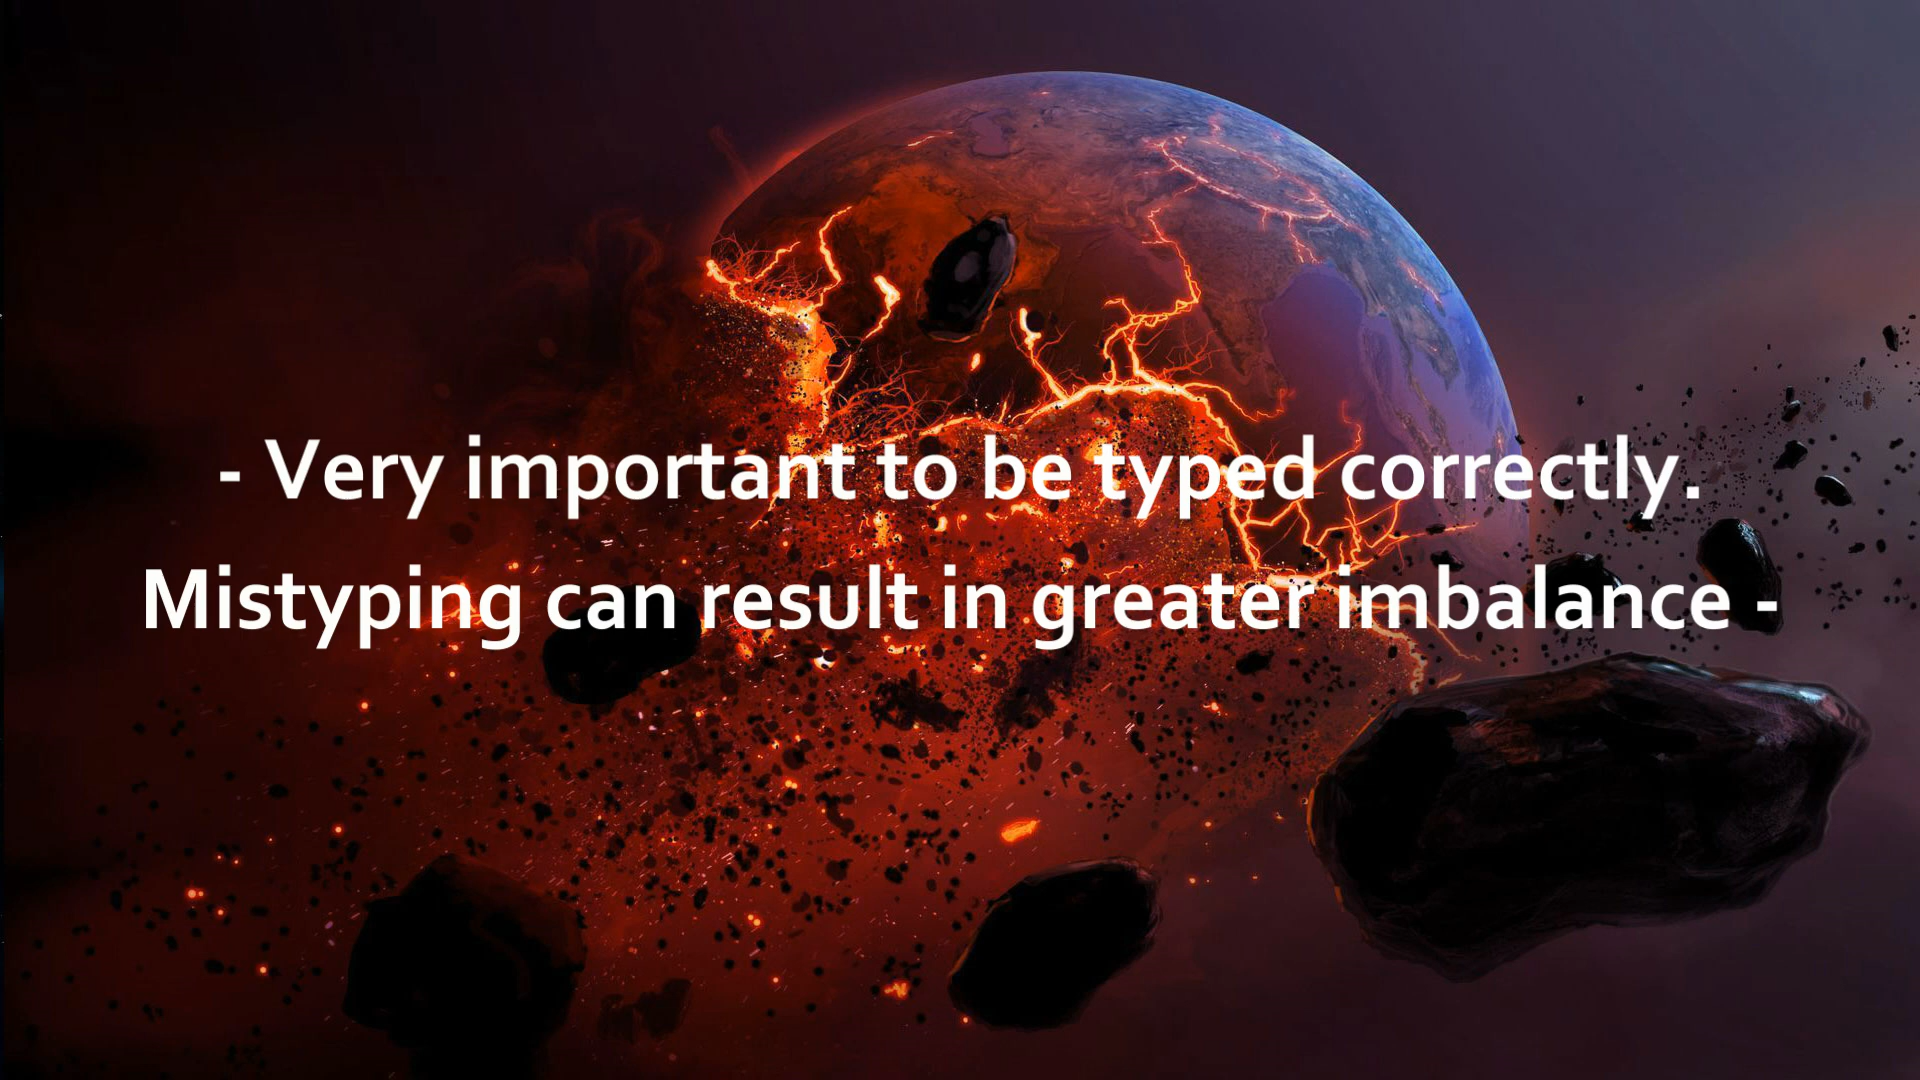 - Very important to be typed correctly.
Mistyping can result in greater imbalance -